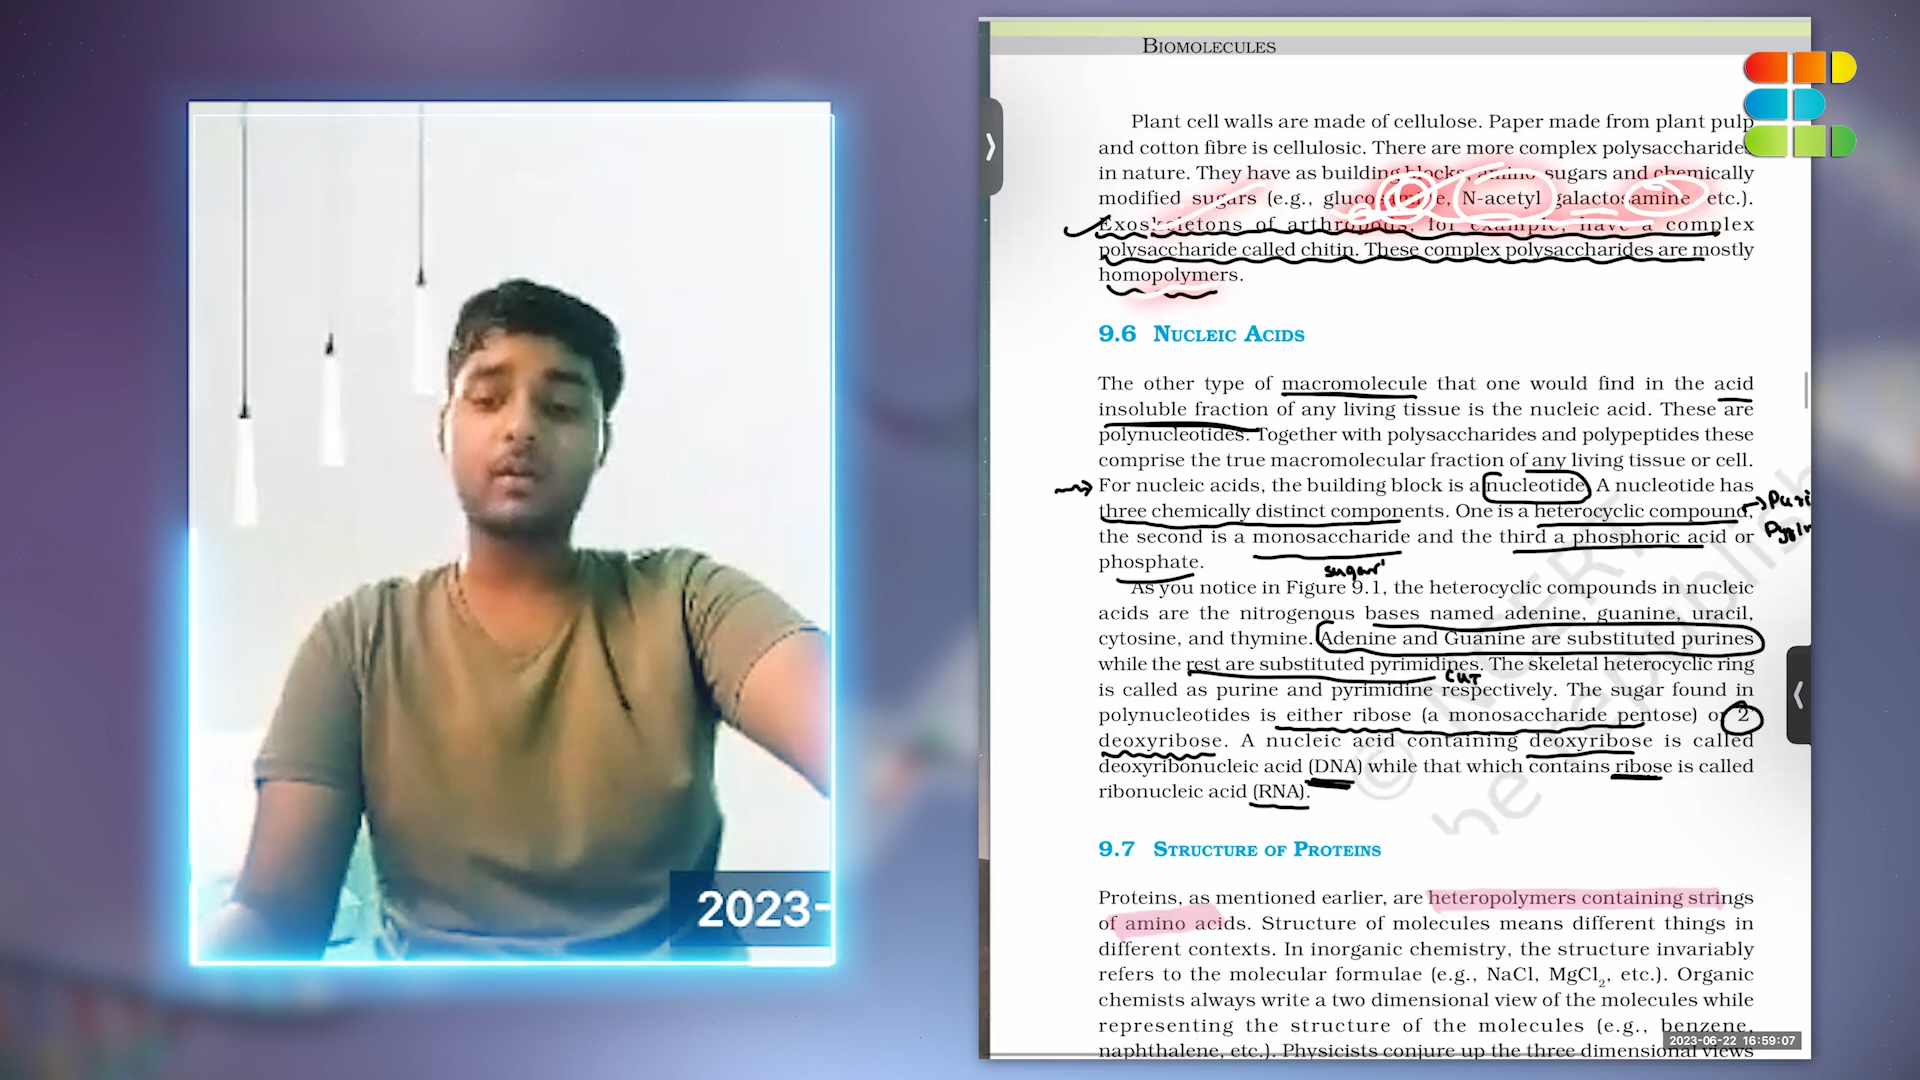 BIOMOLECULES
Plant cell walls are made of cellulose. Paper made from plant pulp
and cotton fibre is cellulosic. There are more complex polysaccharides
in nature. They have as building blocks, amino sugars and chemically
modified sugars (e.g., glucosamine, N-acetyl galactosamine etc.).
Exoskeletons of arthropods, for example, have a complex
polysaccharide called chitin. These complex polysaccharides are mostly
homopolymers.
9.6 NUCLEIC ACIDS
The other type of macromolecule that one would find in the acid
insoluble fraction of any living tissue is the nucleic acid. These are
polynucleotides. Together with polysaccharides and polypeptides these
comprise the true macromolecular fraction of any living tissue or cell.
For nucleic acids, the building block is a nucleotide. A nucleotide has
three chemically distinct components. One is a heterocyclic compound,
Puri
the second is a monosaccharide and the third a phosphoric acid or
phosphate.
sugar
As you notice in Figure 9.1, the heterocyclic compounds in nucleic
acids are the nitrogenous bases named adenine, guanine, uracil,
cytosine, and thymine. Adenine and Guanine are substituted purines
while the rest are substituted pyrimidines. The skeletal heterocyclic ring
CUT
is called as purine and pyrimidine respectively. The sugar found in
polynucleotides is either ribose (a monosaccharide pentose) or 2'
deoxyribose. A nucleic acid containing deoxyribose is called
deoxyribonucleic acid (DNA) while that which contains ribose is called
ribonucleic acid (RNA).
© NCERT
be republish
9.7 STRUCTURE OF PROTEINS
Proteins, as mentioned earlier, are heteropolymers containing strings
of amino acids. Structure of molecules means different things in
different contexts. In inorganic chemistry, the structure invariably
refers to the molecular formulae (e.g., NaCl, MgCl₂, etc.). Organic
chemists always write a two dimensional view of the molecules while
representing the structure of the molecules (e.g., benzene,
naphthalene, etc.). Physicists conjure up the three dimensional views
2023-06-22 16:59:07
2023-